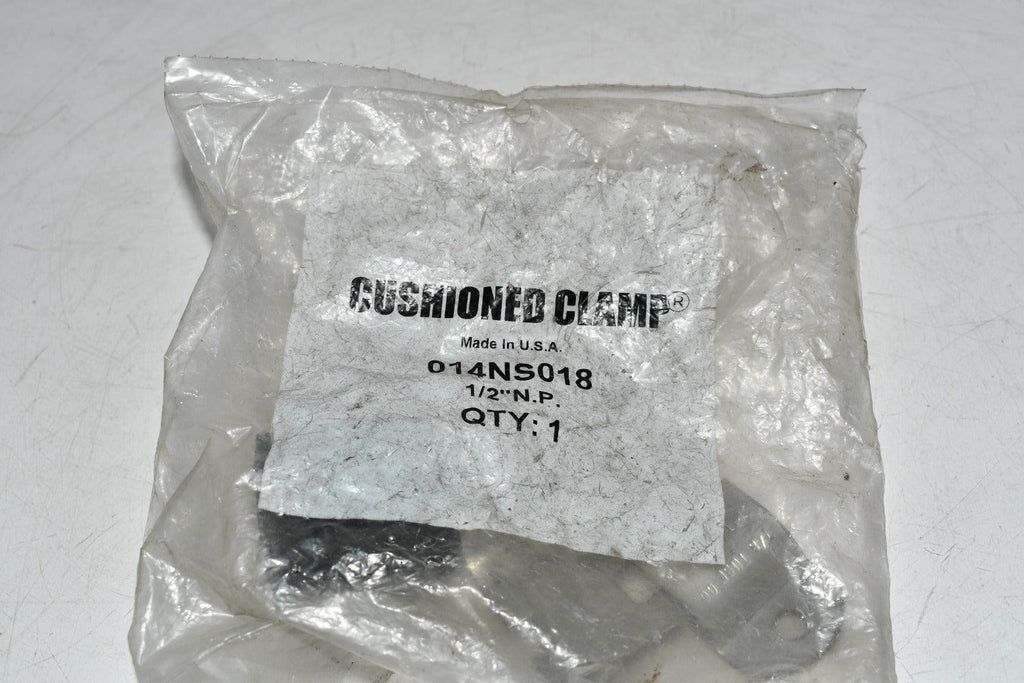 CUSHIONED CLAMP®
Made In U.S.A.
014NS018
1/2"N.P.
QTY: 1